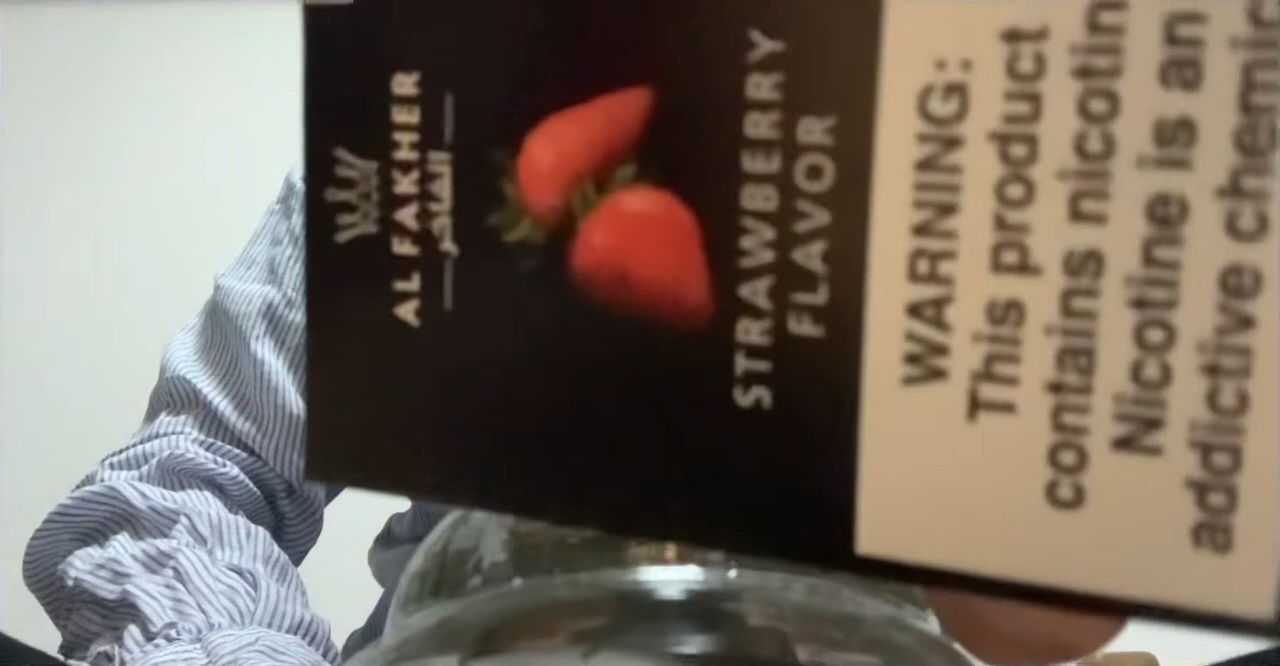 AL FAKHER
الفاخر
STRAWBERRY
FLAVOR
WARNING:
This product
contains nicotin
Nicotine is an
addictive chemic